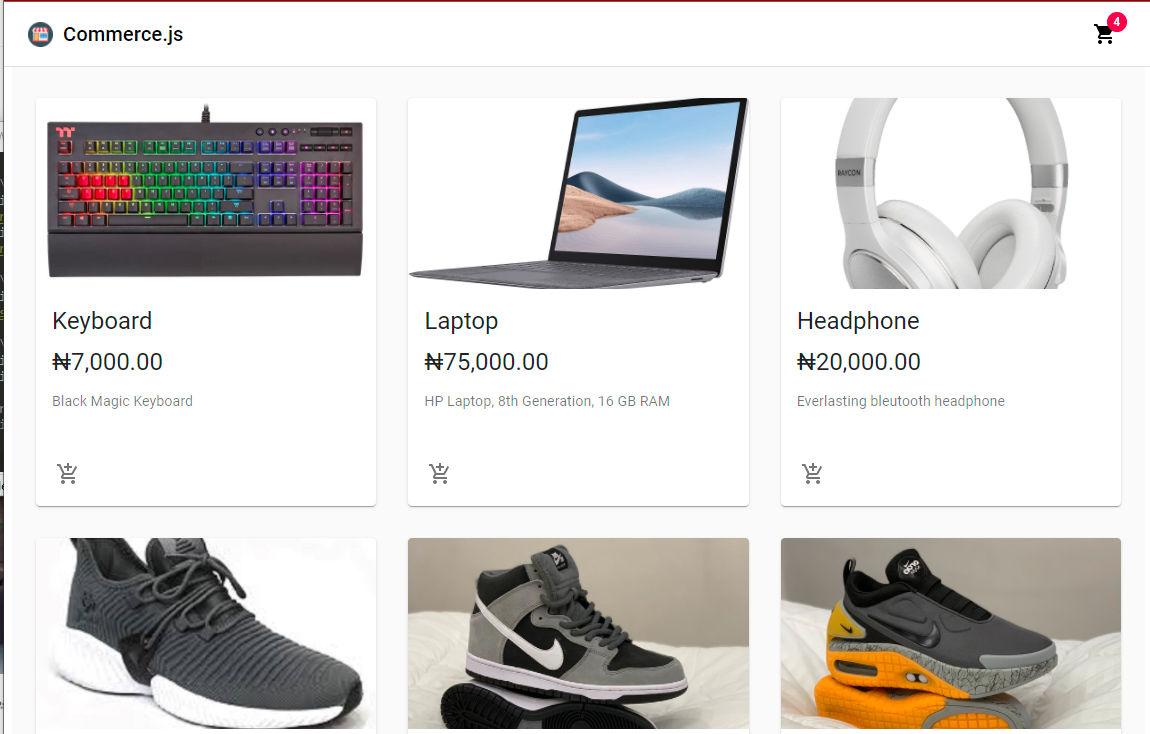 Commerce.js
4
RAYCON
Keyboard
₦7,000.00
Black Magic Keyboard
Laptop
₦75,000.00
HP Laptop, 8th Generation, 16 GB RAM
Headphone
₦20,000.00
Everlasting bleutooth headphone